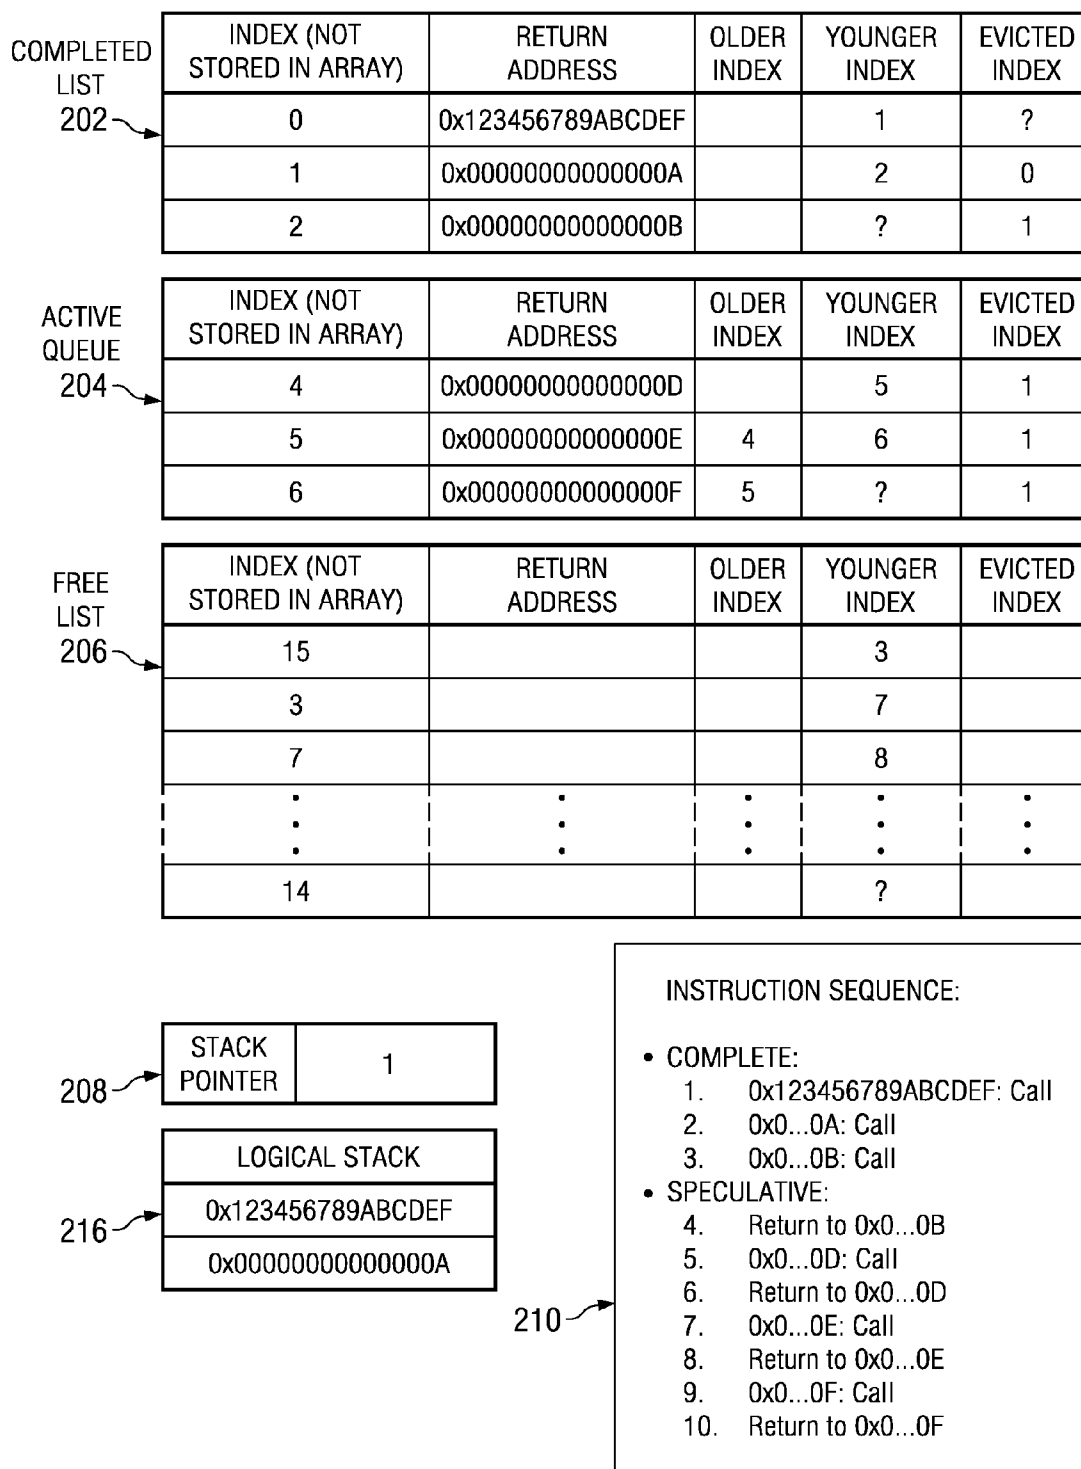 COMPLETED LIST 202
INDEX (NOT STORED IN ARRAY) RETURN ADDRESS OLDER INDEX YOUNGER INDEX EVICTED INDEX
0 0x123456789ABCDEF 1 ?
1 0x00000000000000A 2 0
2 0x00000000000000B ? 1
ACTIVE QUEUE 204
INDEX (NOT STORED IN ARRAY) RETURN ADDRESS OLDER INDEX YOUNGER INDEX EVICTED INDEX
4 0x00000000000000D 5 1
5 0x00000000000000E 4 6 1
6 0x00000000000000F 5 ? 1
FREE LIST 206
INDEX (NOT STORED IN ARRAY) RETURN ADDRESS OLDER INDEX YOUNGER INDEX EVICTED INDEX
15 3
3 7
7 8
14 ?
208 STACK POINTER 1
216 LOGICAL STACK
0x123456789ABCDEF
0x00000000000000A
210
INSTRUCTION SEQUENCE:
• COMPLETE:
1. 0x123456789ABCDEF: Call
2. 0x0...0A: Call
3. 0x0...0B: Call
• SPECULATIVE:
4. Return to 0x0...0B
5. 0x0...0D: Call
6. Return to 0x0...0D
7. 0x0...0E: Call
8. Return to 0x0...0E
9. 0x0...0F: Call
10. Return to 0x0...0F